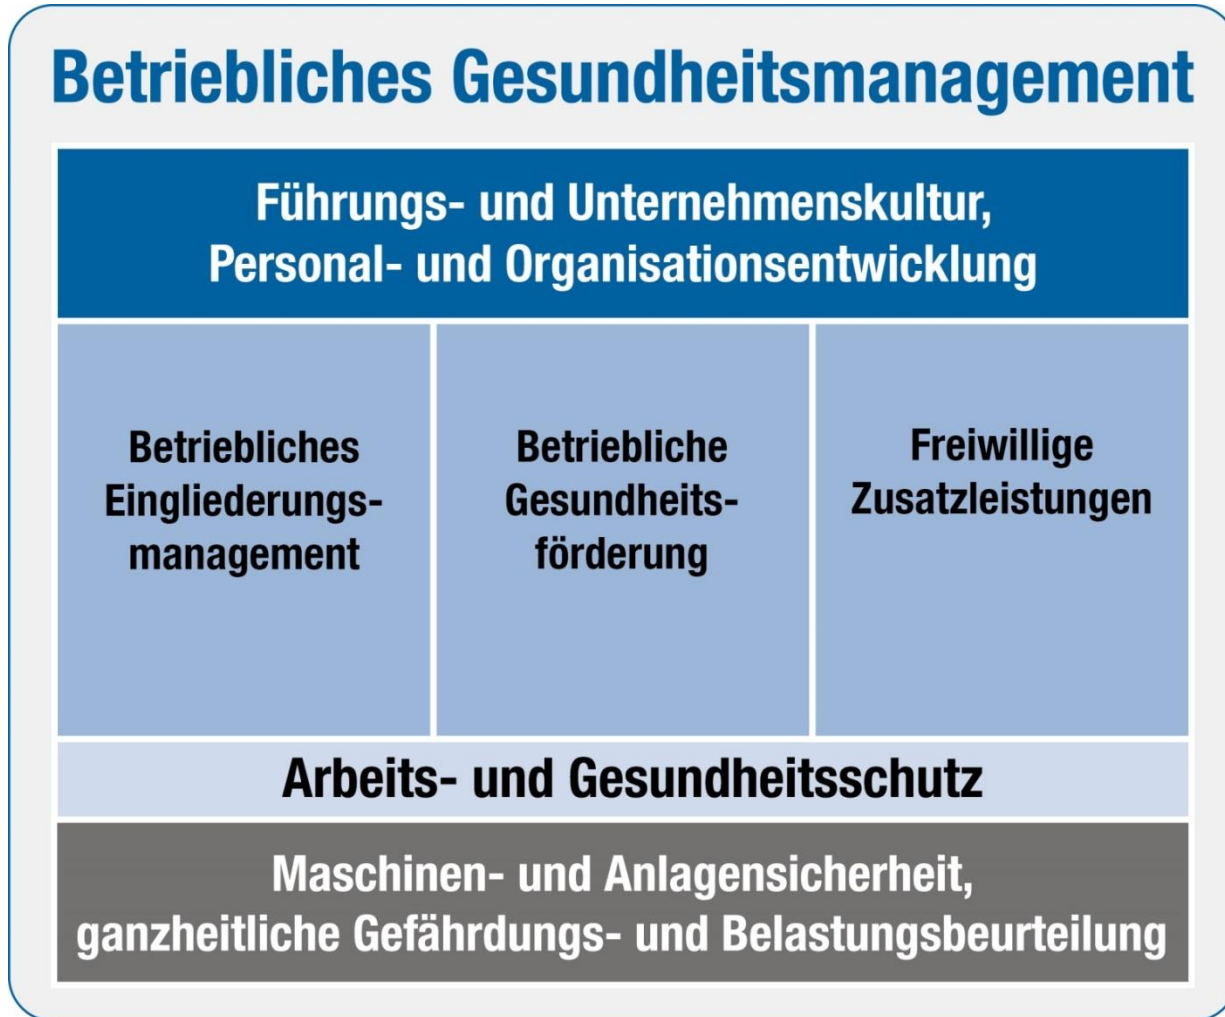 Betriebliches Gesundheitsmanagement
Führungs- und Unternehmenskultur,
Personal- und Organisationsentwicklung
Betriebliches
Eingliederungs-
management
Betriebliche
Gesundheits-
förderung
Freiwillige
Zusatzleistungen
Arbeits- und Gesundheitsschutz
Maschinen- und Anlagensicherheit,
ganzheitliche Gefährdungs- und Belastungsbeurteilung